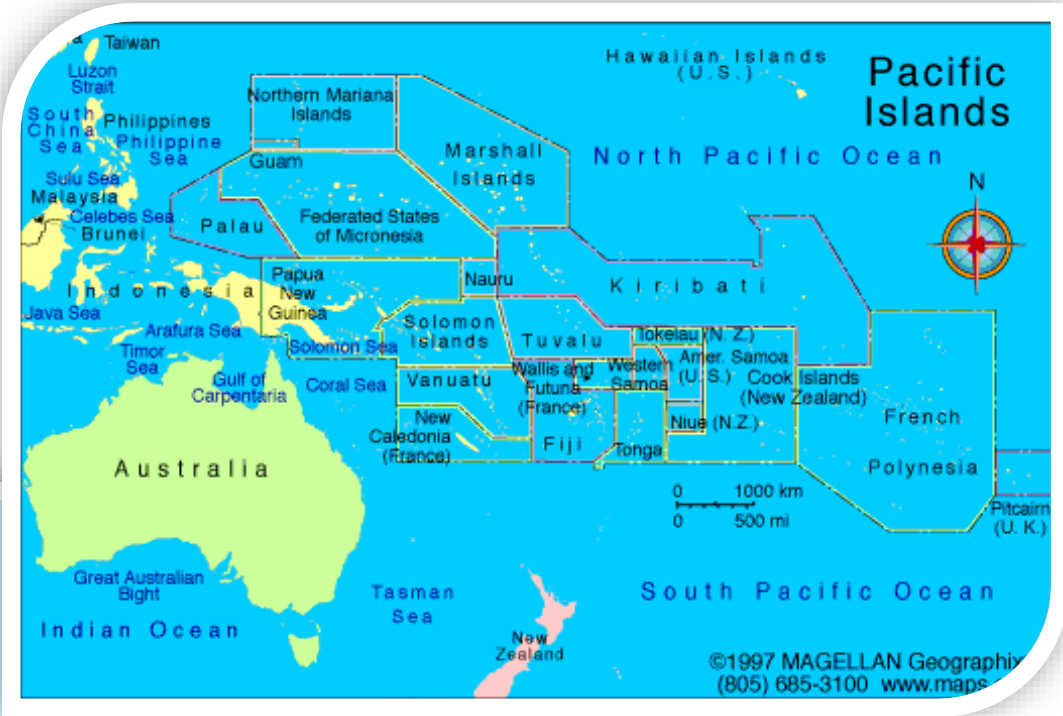 Taiwan
Luzon
Strait
Hawaiian Islands
(U.S.)
Pacific
Islands
Northern Mariana
Islands
South
China
Sea
Philippines
Philippine
Sea
Marshall
Islands
North Pacific Ocean
Guam
Sulu Sea
Malaysia
N
Celebes Sea
Brunei
Palau
Federated States
of Micronesia
Papua
New
Guinea
Nauru
Kiribati
Indonesia
Java Sea
Arafura Sea
Solomon
Islands
Tuvalu
Tokelau (N. Z.)
Solomon Sea
Timor
Sea
Gulf of
Carpentaria
Coral Sea
Vanuatu
Wallis and
Futuna
(France)
Western
Samoa
Amer. Samoa
(U. S.)
Cook Islands
(New Zealand)
New
Caledonia
(France)
Fiji
Tonga
Niue (N.Z.)
French
Polynesia
Australia
0 1000 km
0 500 mi
Pitcairn
(U. K.)
Great Australian
Bight
Tasman
Sea
South Pacific Ocean
Indian Ocean
New
Zealand
©1997 MAGELLAN Geographix
(805) 685-3100 www.maps